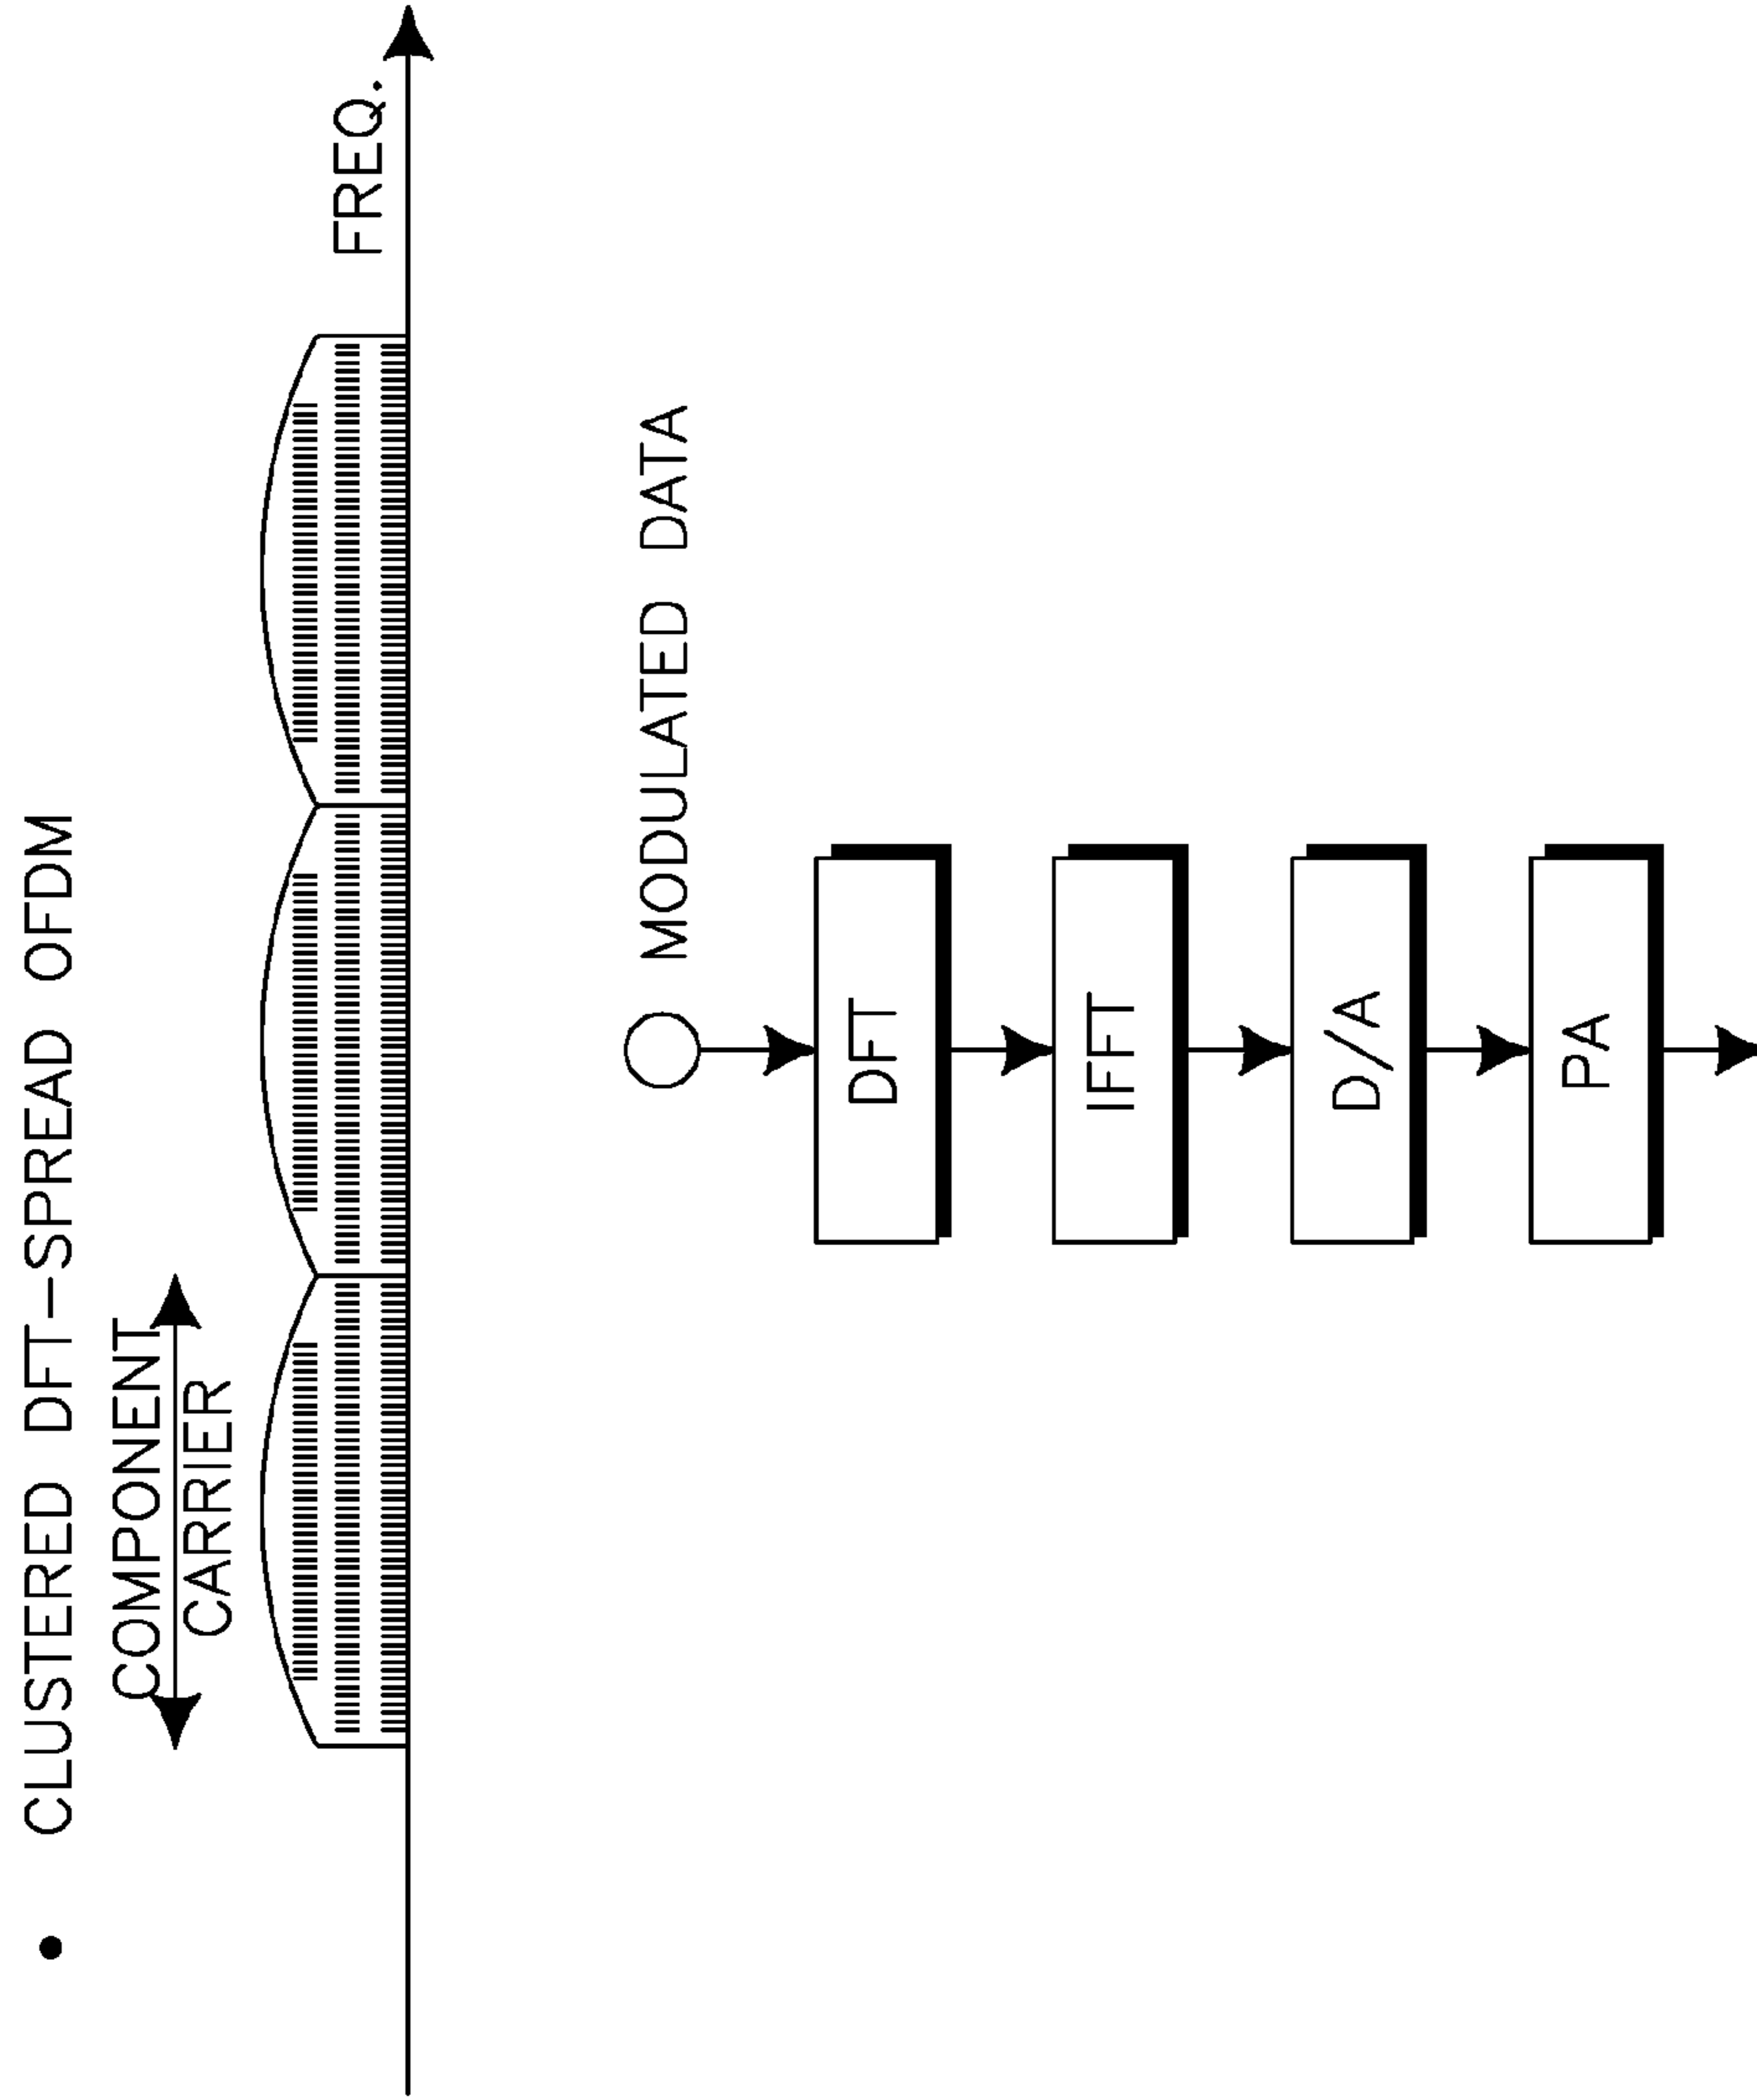 • CLUSTERED DFT-SPREAD OFDM
COMPONENT
CARRIER
FREQ.
MODULATED DATA
DFT
IFFT
D/A
PA